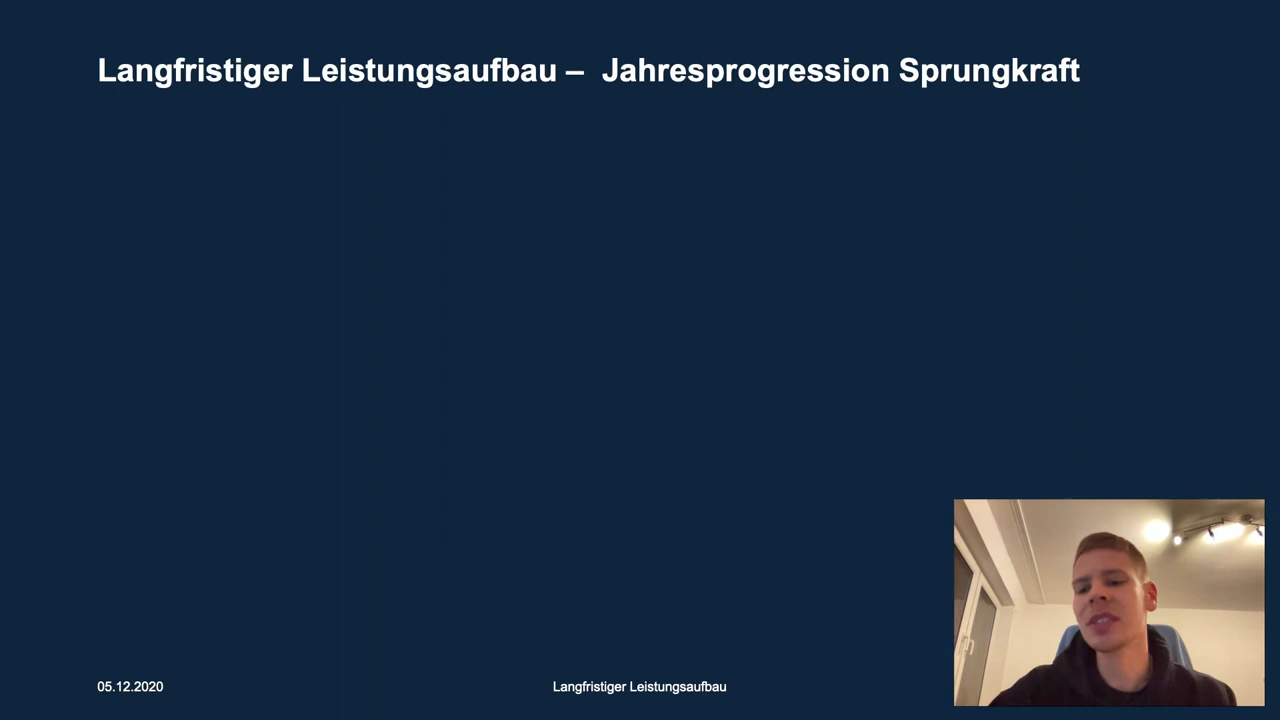 Langfristiger Leistungsaufbau – Jahresprogression Sprungkraft
05.12.2020
Langfristiger Leistungsaufbau